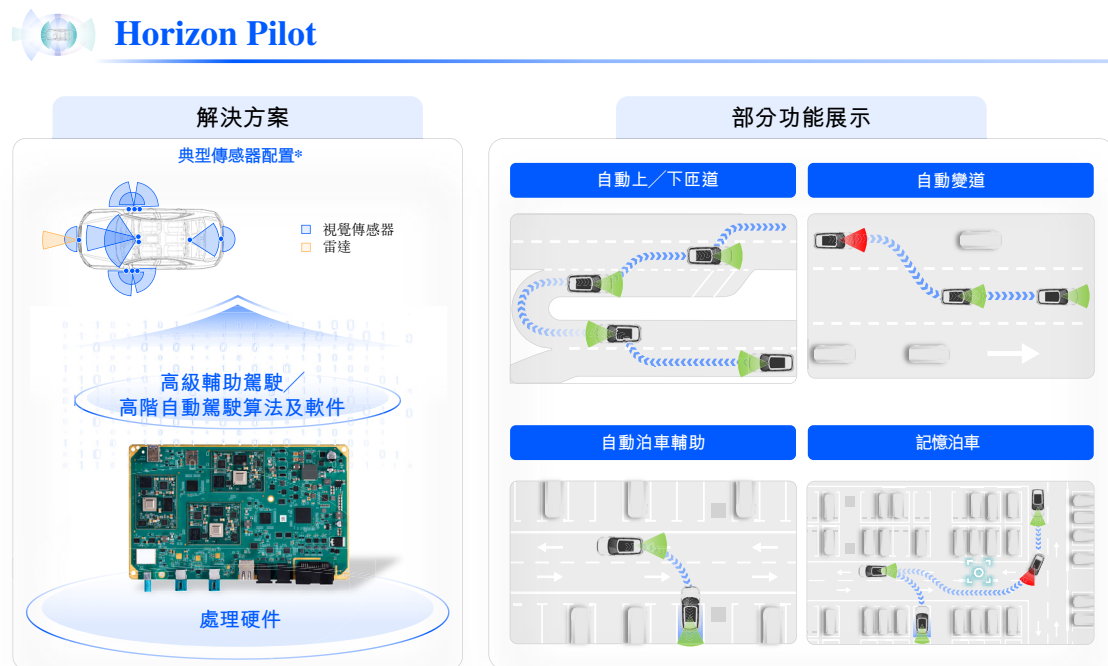 Horizon Pilot
解決方案
典型傳感器配置*
視覺傳感器
雷達
高級輔助駕駛╱
高階自動駕駛算法及軟件
處理硬件
部分功能展示
自動上╱下匝道
自動變道
自動泊車輔助
記憶泊車